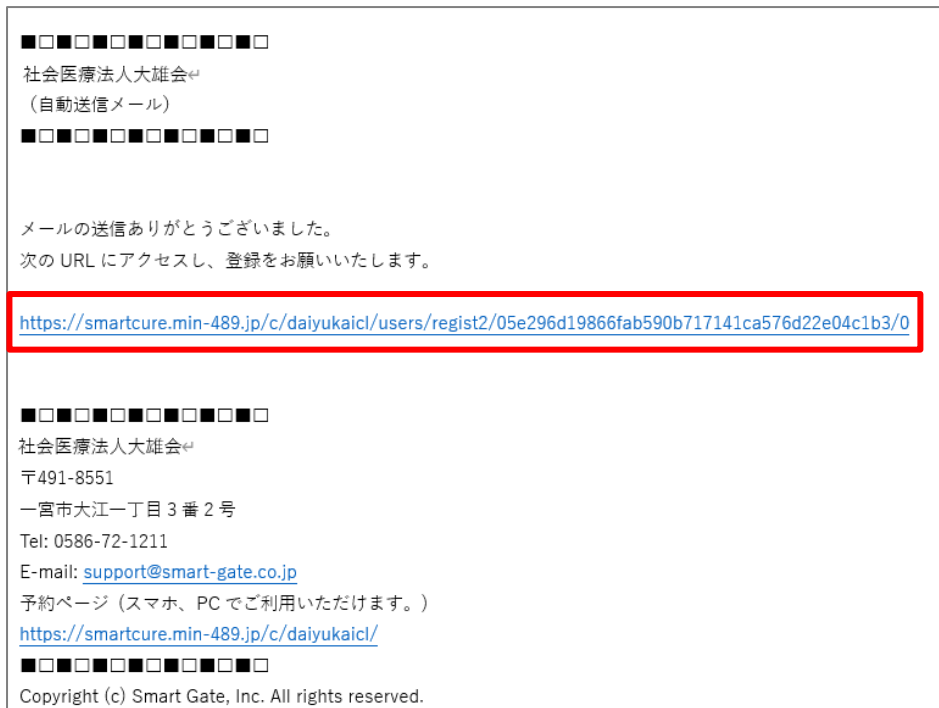 ■□■□■□■□■□■□■□
社会医療法人大雄会↵
（自動送信メール）
■□■□■□■□■□■□■□
メールの送信ありがとうございました。
次の URL にアクセスし、登録をお願いいたします。
https://smartcure.min-489.jp/c/daiyukaicl/users/regist2/05e296d19866fab590b717141ca576d22e04c1b3/0
■□■□■□■□■□■□■□
社会医療法人大雄会↵
〒491-8551
一宮市大江一丁目３番２号
Tel: 0586-72-1211
E-mail: support@smart-gate.co.jp
予約ページ（スマホ、PC でご利用いただけます。）
https://smartcure.min-489.jp/c/daiyukaicl/
■□■□■□■□■□■□■□
Copyright (c) Smart Gate, Inc. All rights reserved.